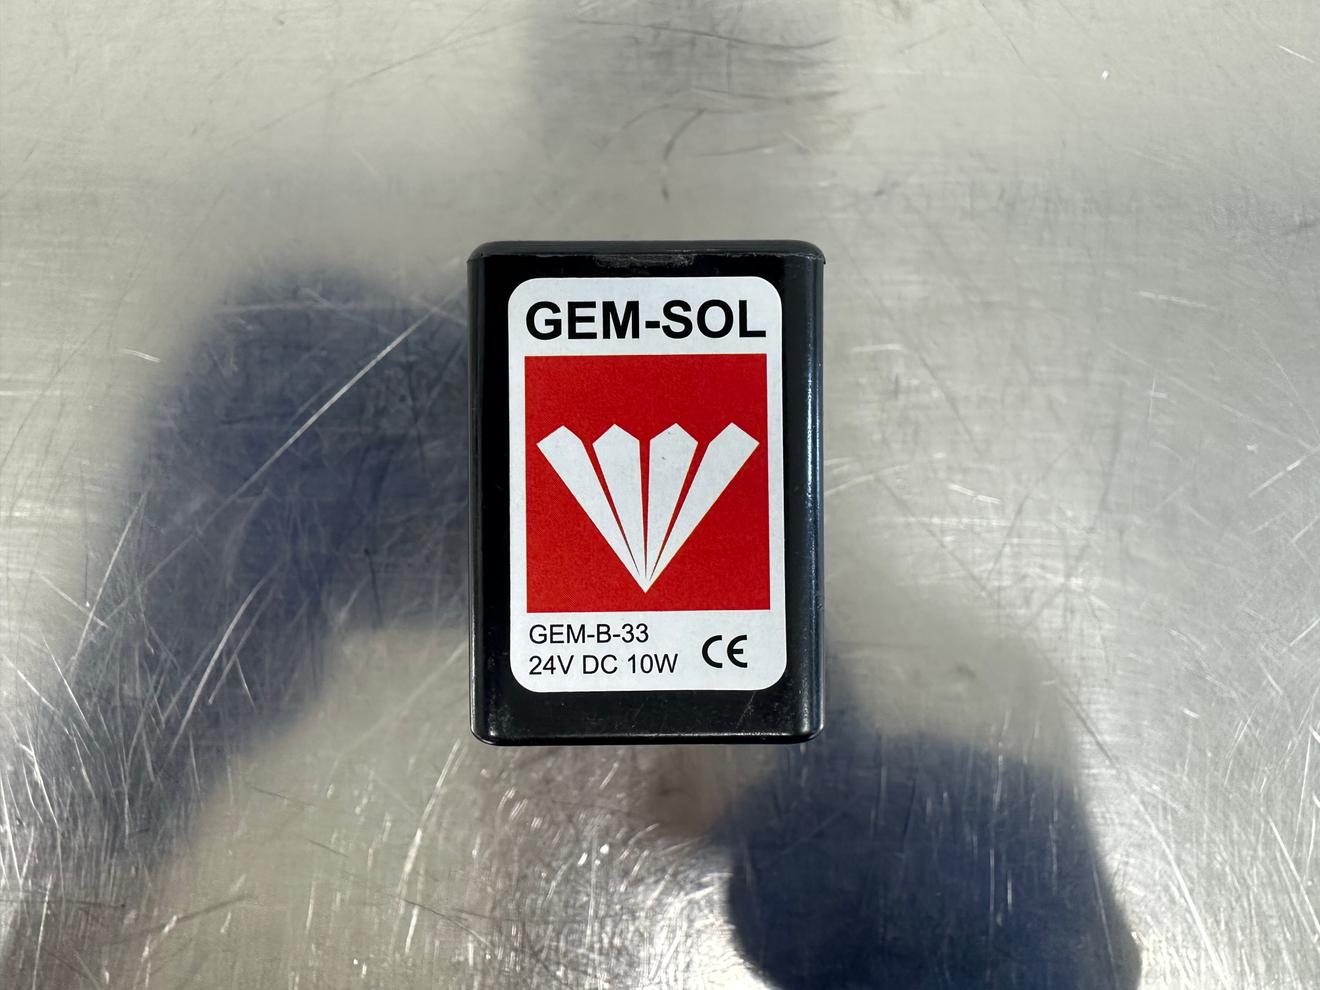 GEM-SOL
GEM-B-33
24V DC 10W
CE